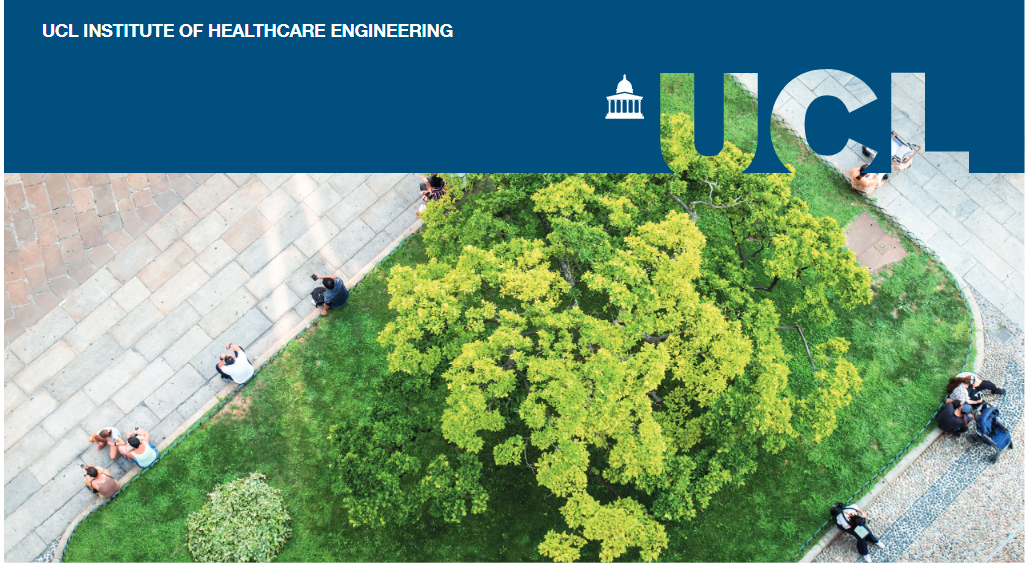 UCL INSTITUTE OF HEALTHCARE ENGINEERING
UCL